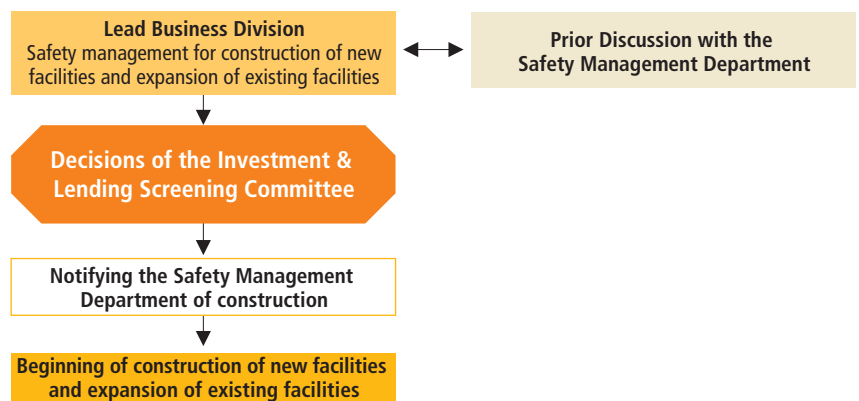 Lead Business Division
Safety management for construction of new
facilities and expansion of existing facilities
Prior Discussion with the
Safety Management Department
Decisions of the Investment &
Lending Screening Committee
Notifying the Safety Management
Department of construction
Beginning of construction of new facilities
and expansion of existing facilities